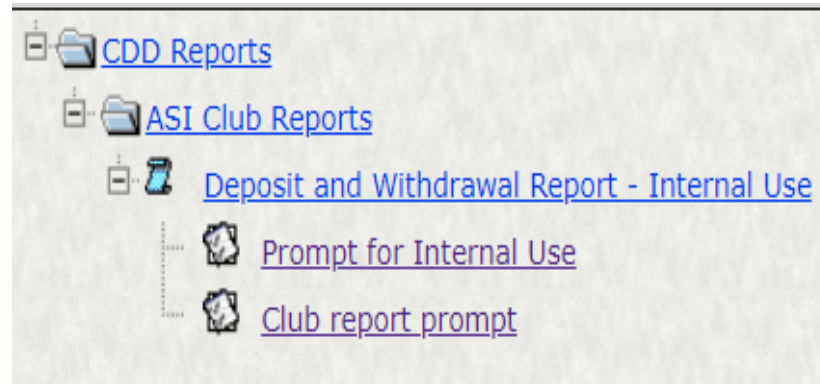 CDD Reports
ASI Club Reports
Deposit and Withdrawal Report - Internal Use
Prompt for Internal Use
Club report prompt